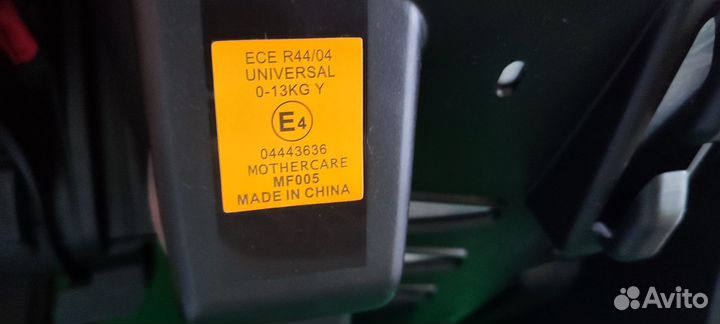 ECE R44/04
UNIVERSAL
0-13KG Y
E4
04443636
MOTHERCARE
MF005
MADE IN CHINA
Avito